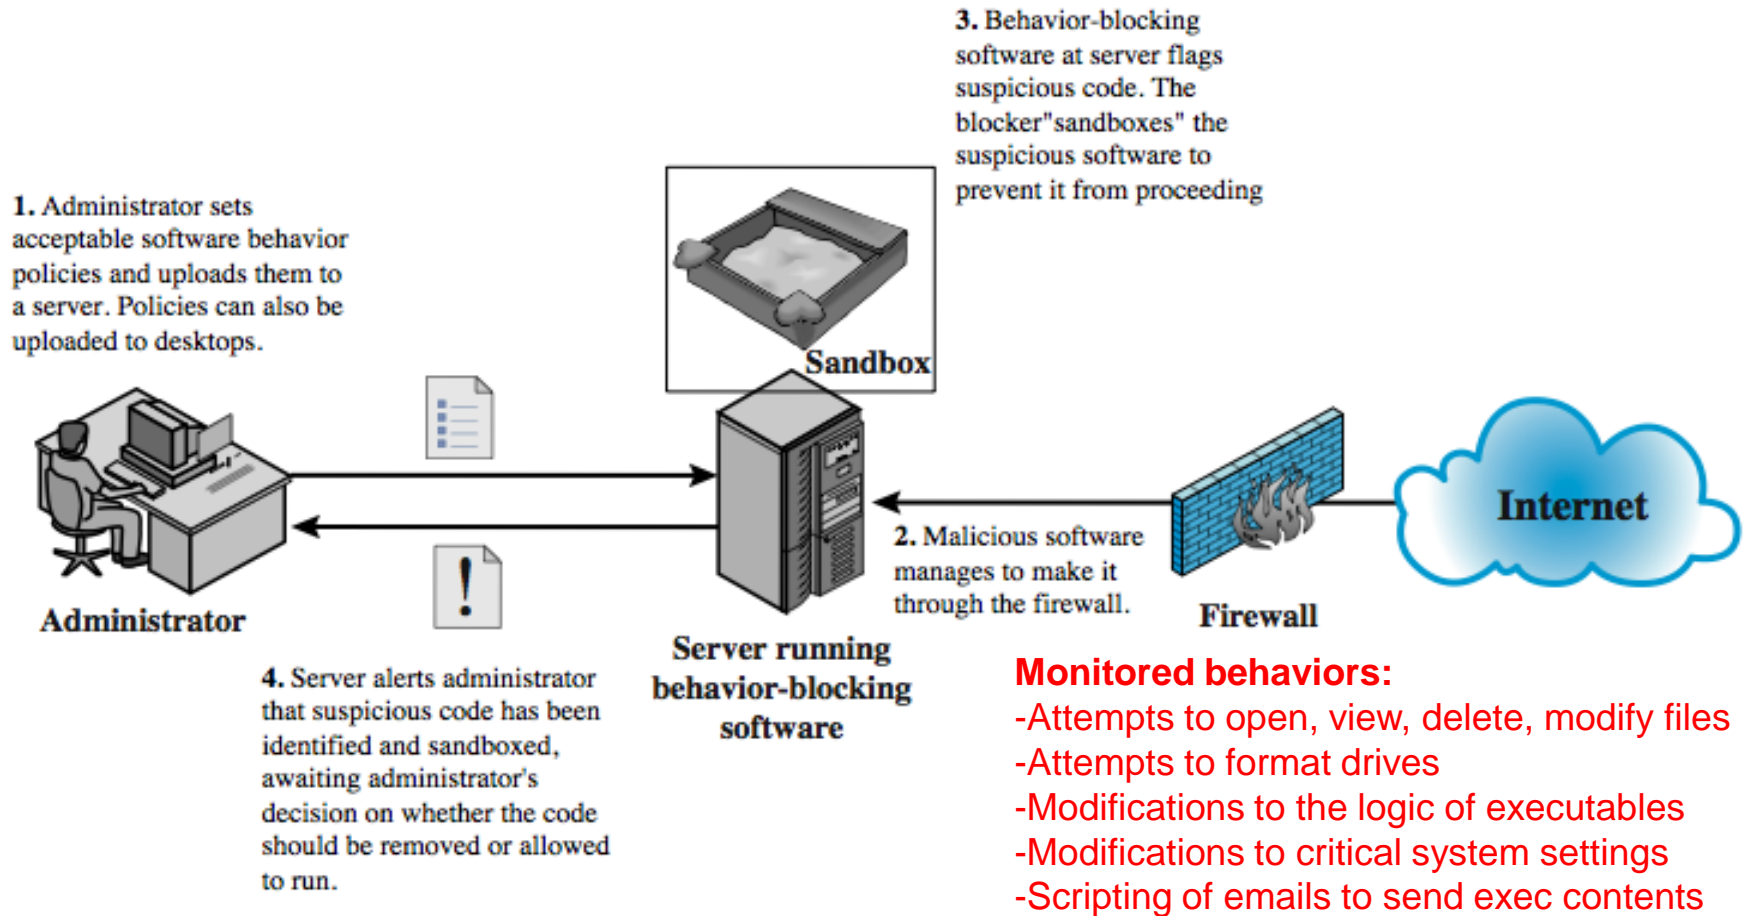 3. Behavior-blocking
software at server flags
suspicious code. The
blocker"sandboxes" the
suspicious software to
prevent it from proceeding
1. Administrator sets
acceptable software behavior
policies and uploads them to
a server. Policies can also be
uploaded to desktops.
Sandbox
Internet
2. Malicious software
manages to make it
through the firewall.
Administrator
!
Firewall
Server running
behavior-blocking
software
4. Server alerts administrator
that suspicious code has been
identified and sandboxed,
awaiting administrator's
decision on whether the code
should be removed or allowed
to run.
Monitored behaviors:
-Attempts to open, view, delete, modify files
-Attempts to format drives
-Modifications to the logic of executables
-Modifications to critical system settings
-Scripting of emails to send exec contents